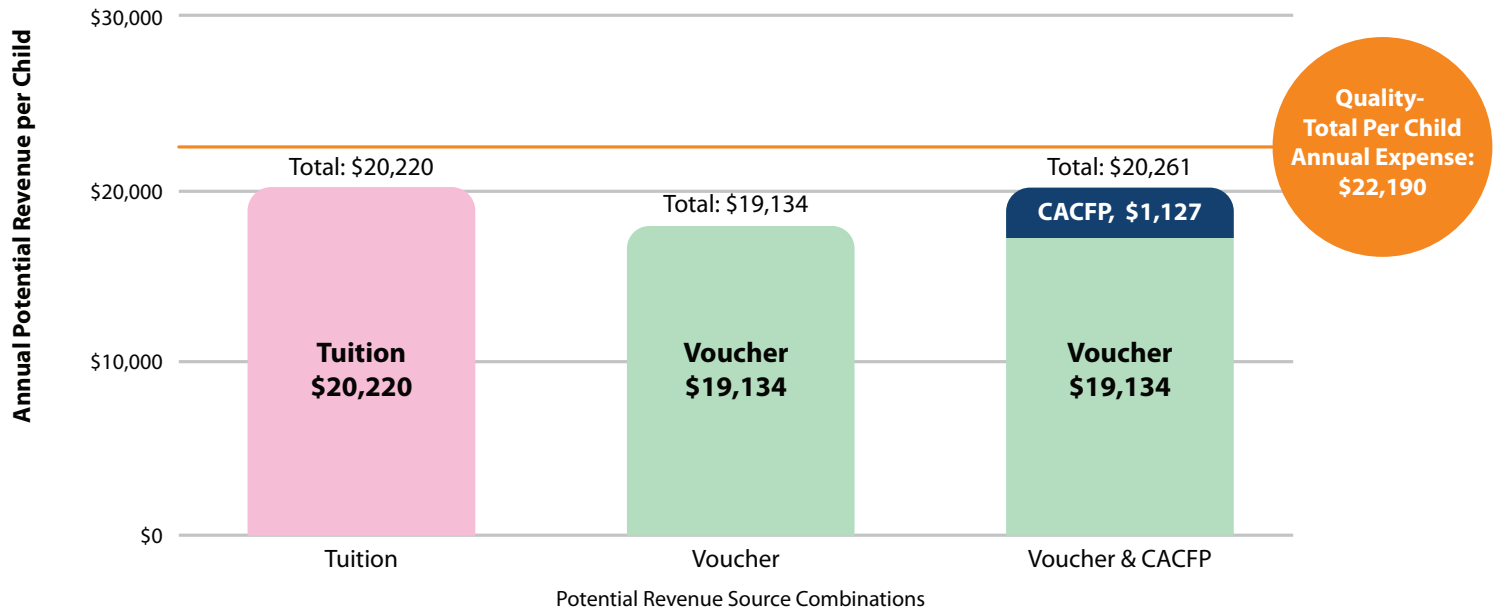 Annual Potential Revenue per Child
$30,000
$20,000
$10,000
$0
Total: $20,220
Tuition
$20,220
Total: $19,134
Voucher
$19,134
Total: $20,261
CACFP, $1,127
Voucher
$19,134
Quality-
Total Per Child
Annual Expense:
$22,190
Tuition
Voucher
Voucher & CACFP
Potential Revenue Source Combinations